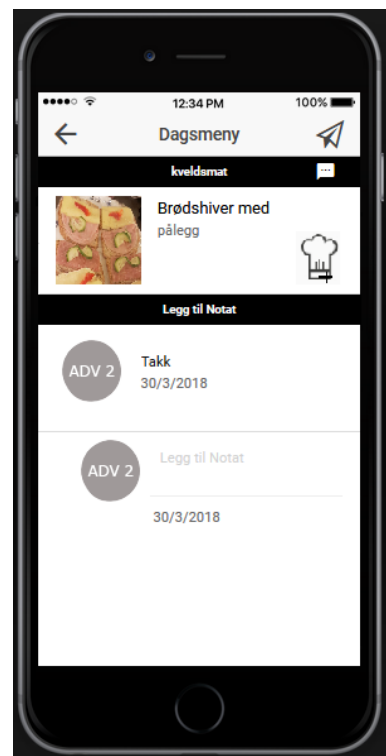 12:34 PM
100%
Dagsmeny
kveldsmat
Brødshiver med
pålegg
Legg til Notat
ADV 2
Takk
30/3/2018
ADV 2
Legg til Notat
30/3/2018